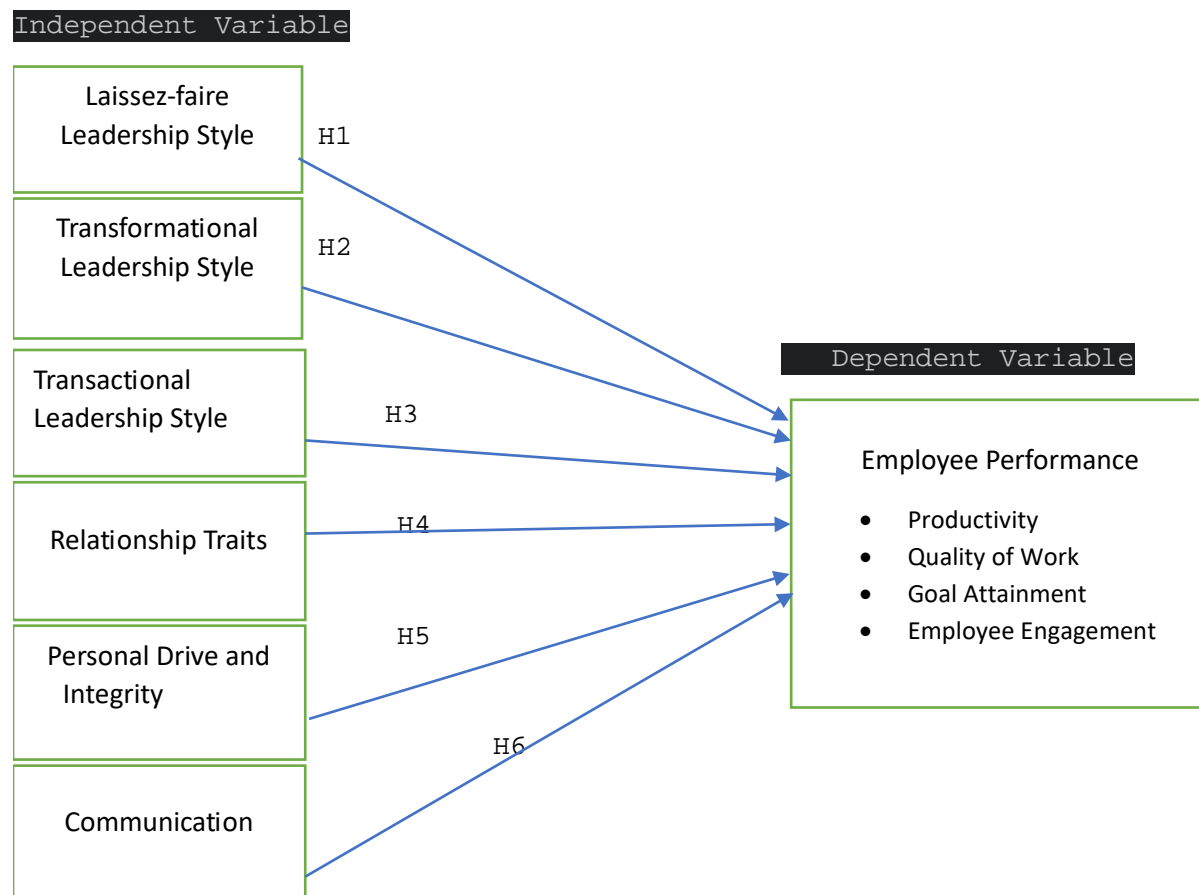 Independent Variable
Laissez-faire
Leadership Style
H1
Transformational
Leadership Style
H2
Dependent Variable
Transactional
Leadership Style
H3
Employee Performance
• Productivity
• Quality of Work
• Goal Attainment
• Employee Engagement
Relationship Traits
H4
Personal Drive and
Integrity
H5
H6
Communication